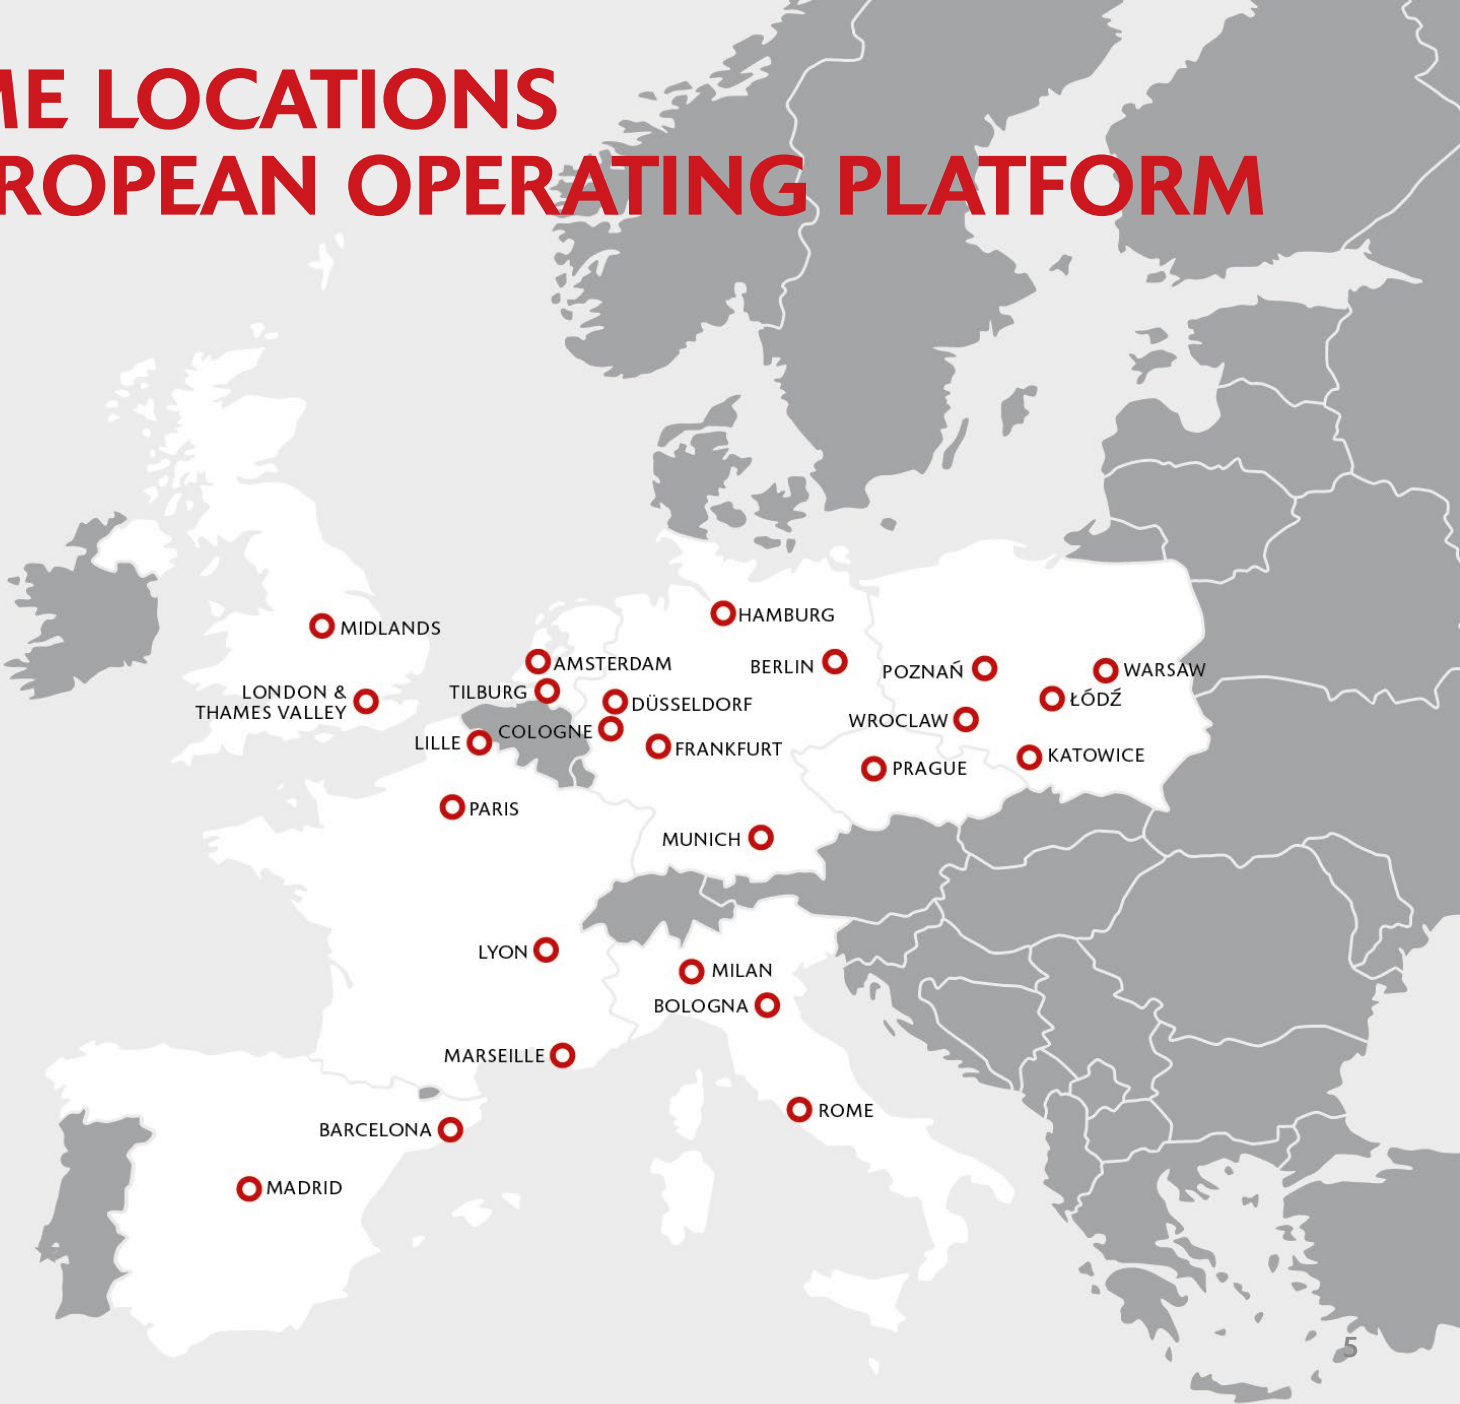 ME LOCATIONS
ROPEAN OPERATING PLATFORM
HAMBURG
MIDLANDS
AMSTERDAM
BERLIN
POZNAŃ
WARSAW
TILBURG
LONDON &
THAMES VALLEY
DÜSSELDORF
ŁÓDŹ
WROCLAW
COLOGNE
LILLE
FRANKFURT
KATOWICE
PRAGUE
PARIS
MUNICH
LYON
MILAN
BOLOGNA
MARSEILLE
ROME
BARCELONA
MADRID
5